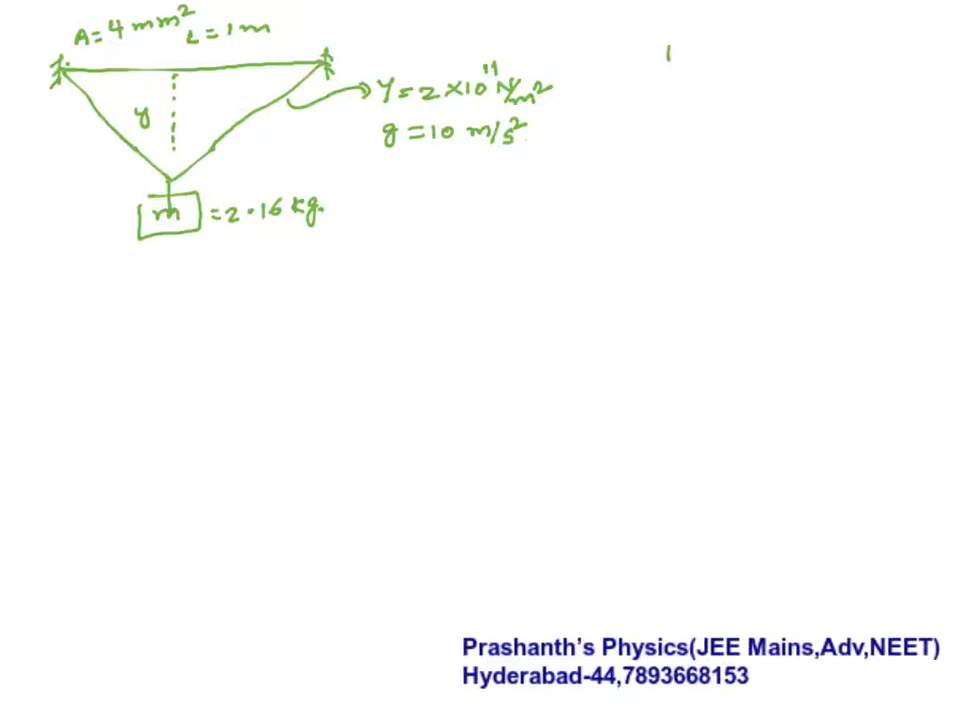 A = 4 mm² L = 1 m
Y = 2 × 10¹¹ N/m²
y
g = 10 m/s²
m = 2.16 kg.
Prashanth's Physics(JEE Mains,Adv,NEET)
Hyderabad-44,7893668153